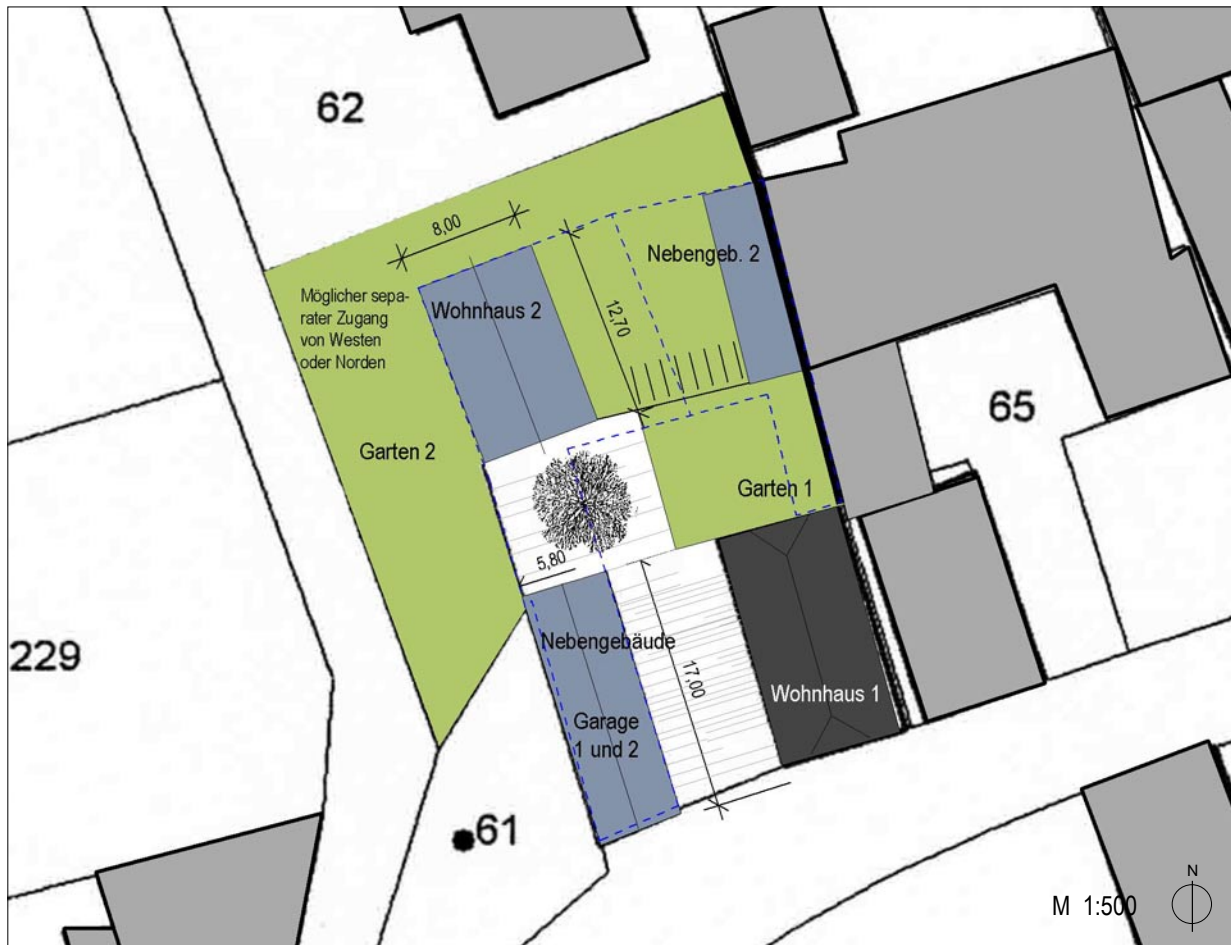 62
8,00
Nebengeb. 2
Möglicher sepa-
rater Zugang
von Westen
oder Norden
Wohnhaus 2
12,70
65
Garten 2
Garten 1
5,80
Nebengebäude
229
17,00
Wohnhaus 1
Garage
1 und 2
61
N
M 1:500